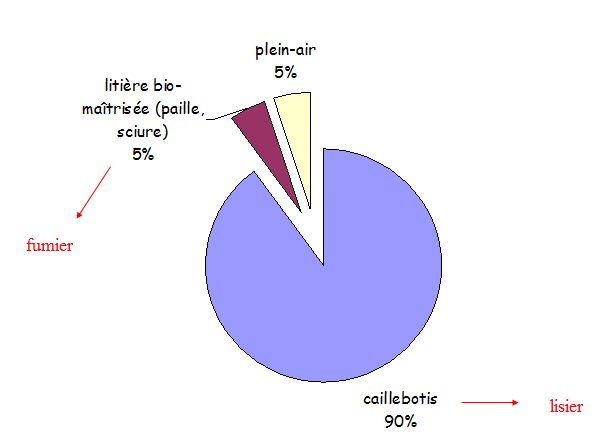 plein-air
5%
litière bio-
maîtrisée (paille,
sciure)
5%
fumier
caillebotis
90%
lisier